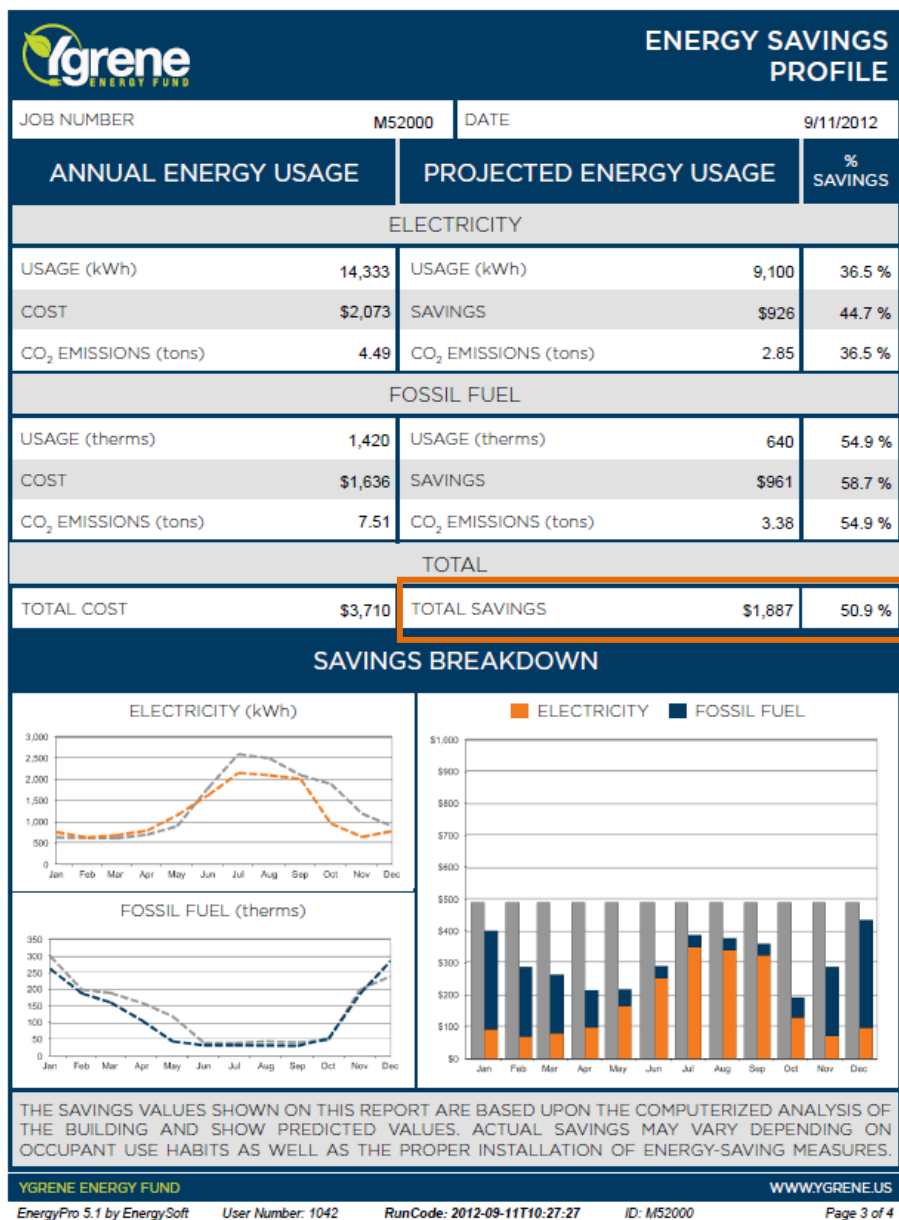 Ygrene
ENERGY FUND
ENERGY SAVINGS
PROFILE
JOB NUMBER M52000 DATE 9/11/2012
ANNUAL ENERGY USAGE PROJECTED ENERGY USAGE % SAVINGS
ELECTRICITY
USAGE (kWh) 14,333 USAGE (kWh) 9,100 36.5 %
COST $2,073 SAVINGS $926 44.7 %
CO₂ EMISSIONS (tons) 4.49 CO₂ EMISSIONS (tons) 2.85 36.5 %
FOSSIL FUEL
USAGE (therms) 1,420 USAGE (therms) 640 54.9 %
COST $1,636 SAVINGS $961 58.7 %
CO₂ EMISSIONS (tons) 7.51 CO₂ EMISSIONS (tons) 3.38 54.9 %
TOTAL
TOTAL COST $3,710 TOTAL SAVINGS $1,887 50.9 %
SAVINGS BREAKDOWN
ELECTRICITY (kWh)
3,000
2,500
2,000
1,500
1,000
500
0
Jan Feb Mar Apr May Jun Jul Aug Sep Oct Nov Dec
FOSSIL FUEL (therms)
350
300
250
200
150
100
50
0
Jan Feb Mar Apr May Jun Jul Aug Sep Oct Nov Dec
ELECTRICITY FOSSIL FUEL
$1,000
$900
$800
$700
$600
$500
$400
$300
$200
$100
$0
Jan Feb Mar Apr May Jun Jul Aug Sep Oct Nov Dec
THE SAVINGS VALUES SHOWN ON THIS REPORT ARE BASED UPON THE COMPUTERIZED ANALYSIS OF
THE BUILDING AND SHOW PREDICTED VALUES. ACTUAL SAVINGS MAY VARY DEPENDING ON
OCCUPANT USE HABITS AS WELL AS THE PROPER INSTALLATION OF ENERGY-SAVING MEASURES.
YGRENE ENERGY FUND WWW.YGRENE.US
EnergyPro 5.1 by EnergySoft User Number: 1042 RunCode: 2012-09-11T10:27:27 ID: M52000 Page 3 of 4